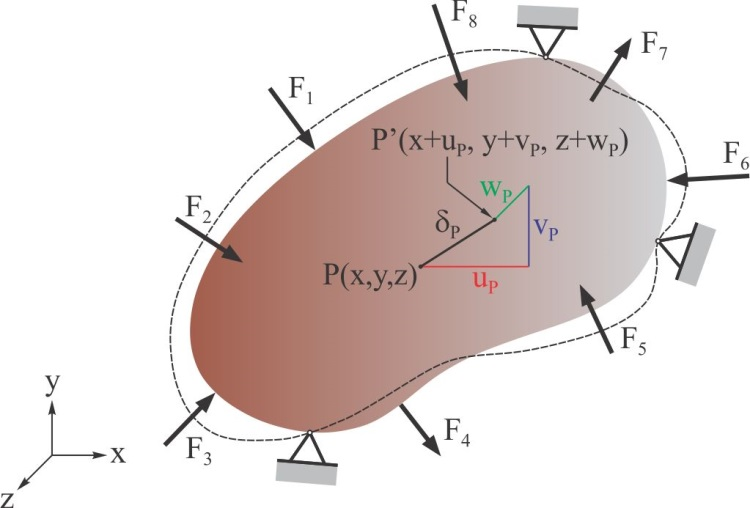 F8
F7
F1
P’(x+uP, y+vP, z+wP)
F6
wP
F2
δP
vP
P(x,y,z)
uP
F5
y
x
F3
F4
z